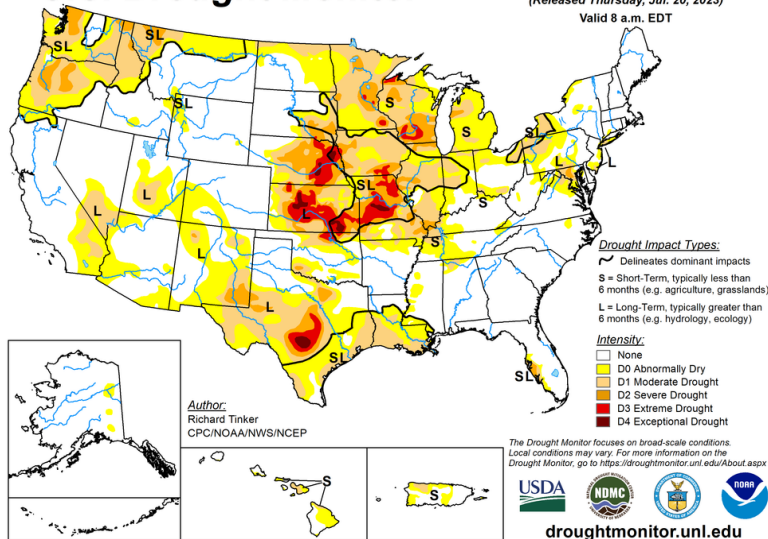 (Released Thursday, Jul. 20, 2023)
Valid 8 a.m. EDT
SL
SL
SL
S
S
SL
L
L
SL
S
L
L
L
L
S
L
SL
SL
Drought Impact Types:
Delineates dominant impacts
S = Short-Term, typically less than
6 months (e.g. agriculture, grasslands)
L = Long-Term, typically greater than
6 months (e.g. hydrology, ecology)
Intensity:
None
D0 Abnormally Dry
D1 Moderate Drought
D2 Severe Drought
D3 Extreme Drought
D4 Exceptional Drought
Author:
Richard Tinker
CPC/NOAA/NWS/NCEP
S
S
The Drought Monitor focuses on broad-scale conditions.
Local conditions may vary. For more information on the
Drought Monitor, go to https://droughtmonitor.unl.edu/About.aspx
USDA
NDMC
NOAA
droughtmonitor.unl.edu